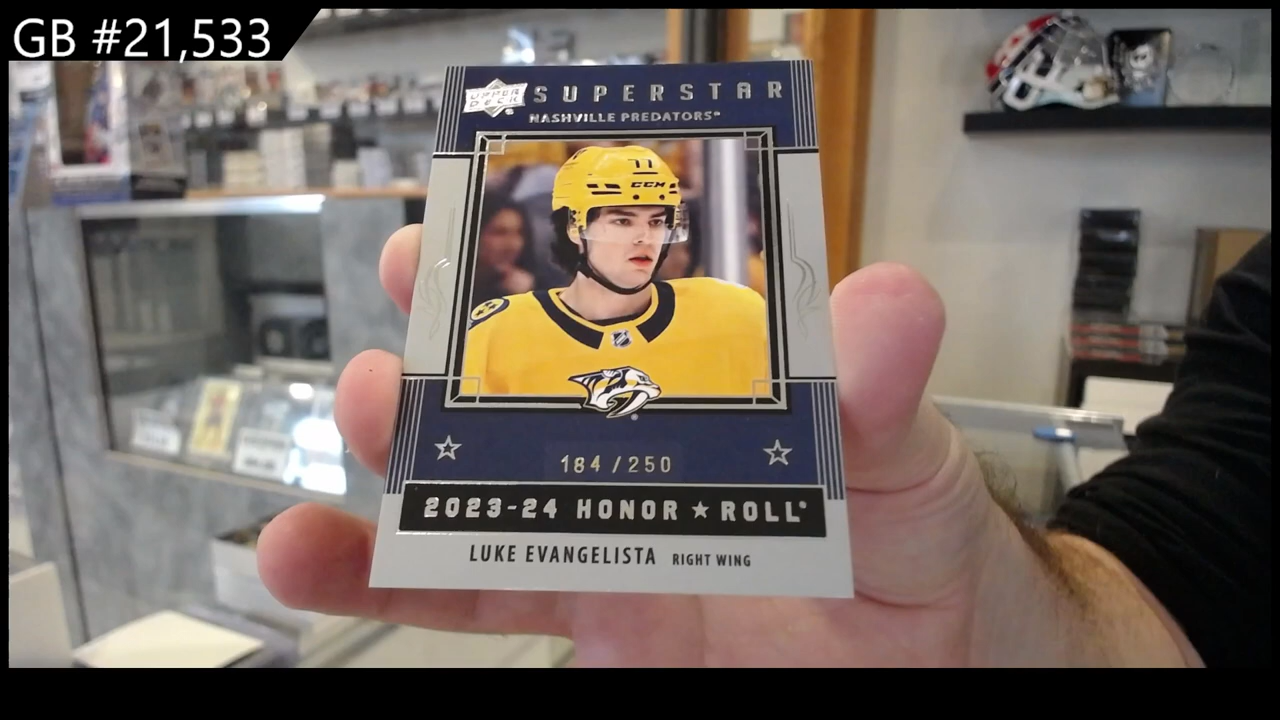 GB #21,533
UPPER DECK
SUPERSTAR
NASHVILLE PREDATORS®
77
CCM
184/250
2023-24 HONOR ★ ROLL®
LUKE EVANGELISTA RIGHT WING